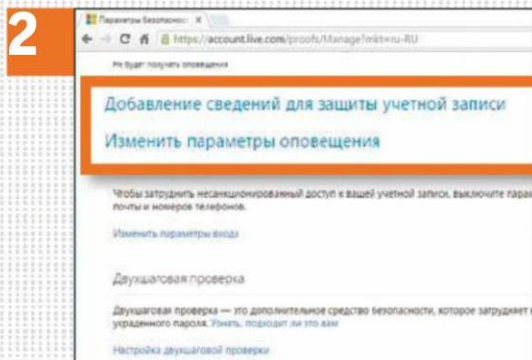 2
Параметры безопасност X
https://account.live.com/proofs/Manage?mkt=ru-RU
Не будет получать оповещения
Добавление сведений для защиты учетной записи
Изменить параметры оповещения
Чтобы затруднить несанкционированный доступ к вашей учетной записи, выключите пара
почты и номеров телефонов.
Изменить параметры входа
Двухшаговая проверка
Двухшаговая проверка — это дополнительное средство безопасности, которое затрудняет
украденного пароля. Узнать, подходит ли это вам
Настройка двухшаговой проверки